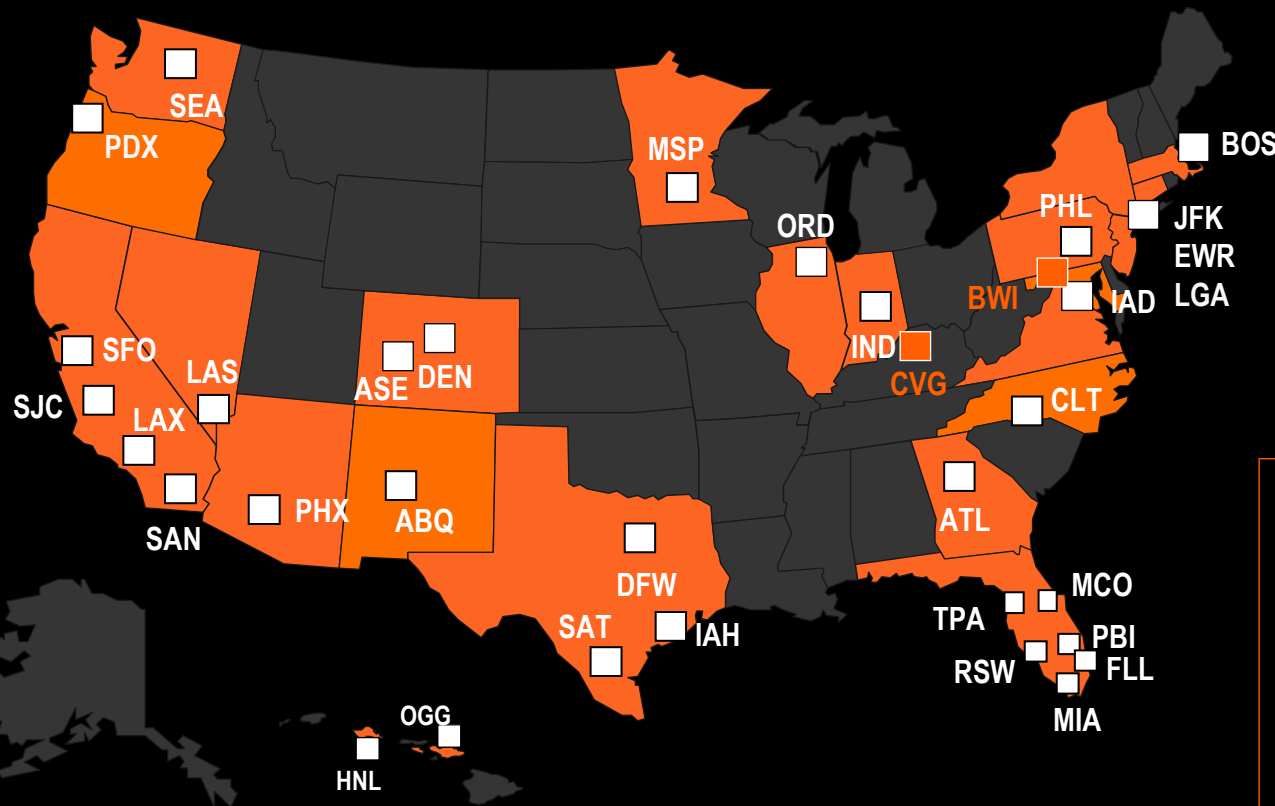 SEA
PDX
BOS
MSP
PHL
JFK
ORD
EWR
LGA
BWI
IAD
SFO
IND
LAS
ASE
DEN
CVG
SJC
LAX
CLT
PHX
ABQ
ATL
SAN
DFW
MCO
TPA
SAT
IAH
PBI
RSW
FLL
OGG
MIA
HNL